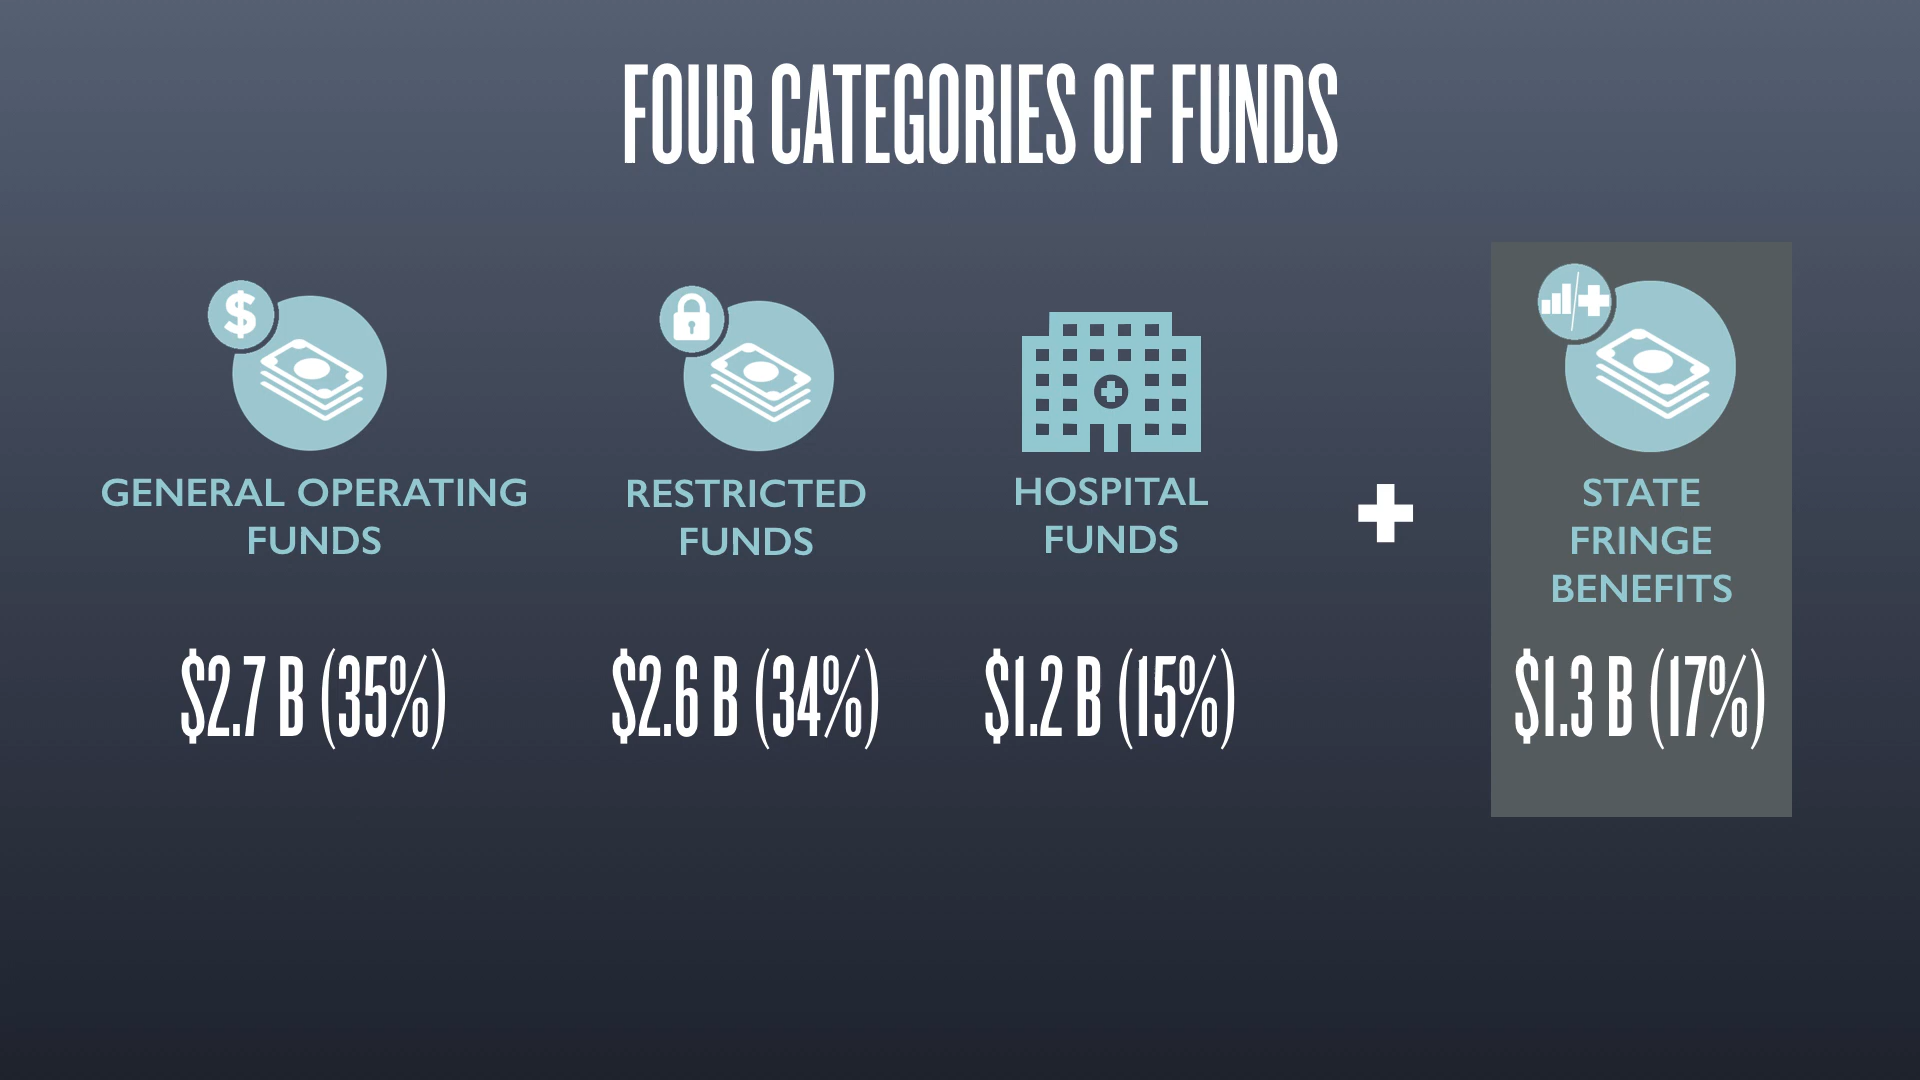 FOUR CATEGORIES OF FUNDS
$
GENERAL OPERATING
FUNDS
$2.7 B (35%)
RESTRICTED
FUNDS
$2.6 B (34%)
HOSPITAL
FUNDS
$1.2 B (15%)
+
STATE
FRINGE
BENEFITS
$1.3 B (17%)